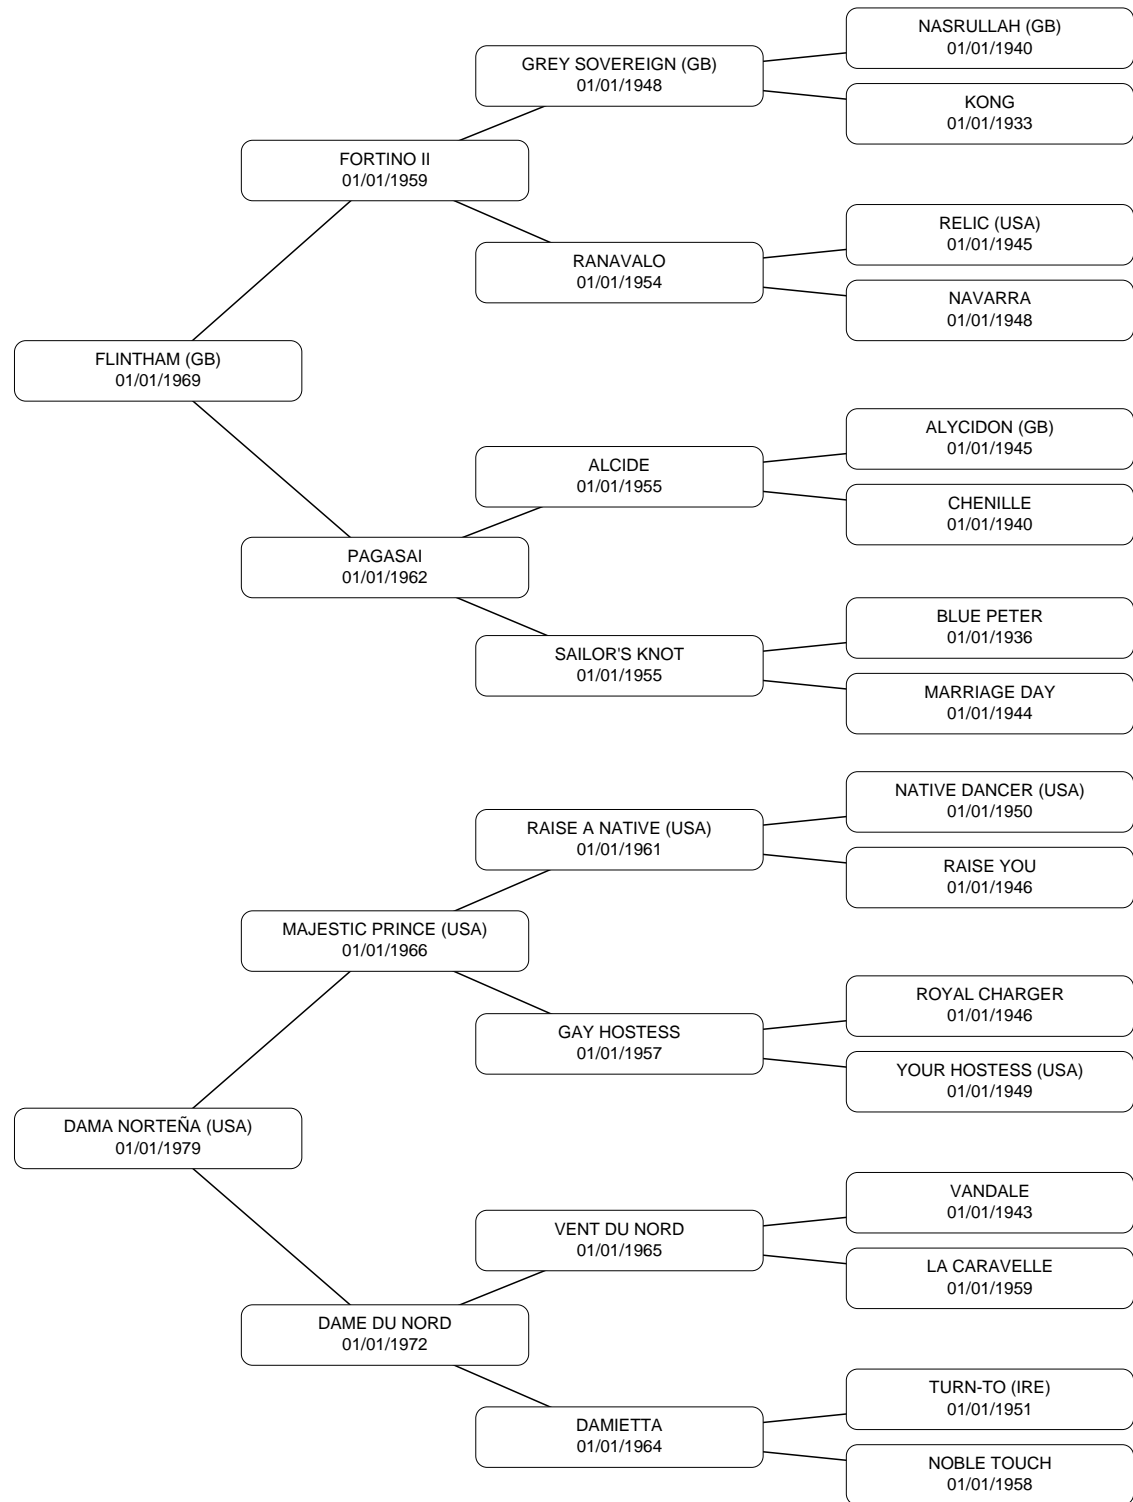 NASRULLAH (GB)
01/01/1940
GREY SOVEREIGN (GB)
01/01/1948
KONG
01/01/1933
FORTINO II
01/01/1959
RELIC (USA)
01/01/1945
RANAVALO
01/01/1954
NAVARRA
01/01/1948
FLINTHAM (GB)
01/01/1969
ALYCIDON (GB)
01/01/1945
ALCIDE
01/01/1955
CHENILLE
01/01/1940
PAGASAI
01/01/1962
BLUE PETER
01/01/1936
SAILOR'S KNOT
01/01/1955
MARRIAGE DAY
01/01/1944
NATIVE DANCER (USA)
01/01/1950
RAISE A NATIVE (USA)
01/01/1961
RAISE YOU
01/01/1946
MAJESTIC PRINCE (USA)
01/01/1966
ROYAL CHARGER
01/01/1946
GAY HOSTESS
01/01/1957
YOUR HOSTESS (USA)
01/01/1949
DAMA NORTEÑA (USA)
01/01/1979
VANDALE
01/01/1943
VENT DU NORD
01/01/1965
LA CARAVELLE
01/01/1959
DAME DU NORD
01/01/1972
TURN-TO (IRE)
01/01/1951
DAMIETTA
01/01/1964
NOBLE TOUCH
01/01/1958